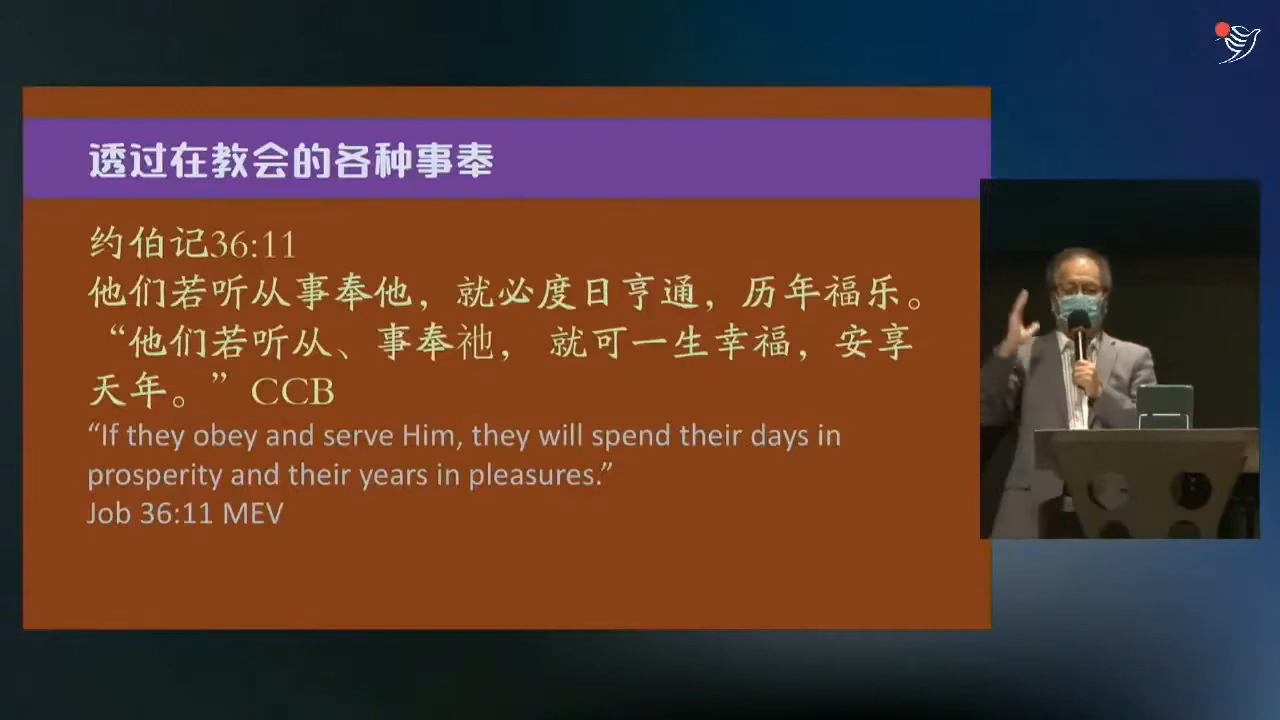 透过在教会的各种事奉
约伯记36:11
他们若听从事奉他，就必度日亨通，历年福乐。
“他们若听从、事奉祂， 就可一生幸福，安享
天年。” CCB
“If they obey and serve Him, they will spend their days in
prosperity and their years in pleasures.”
Job 36:11 MEV